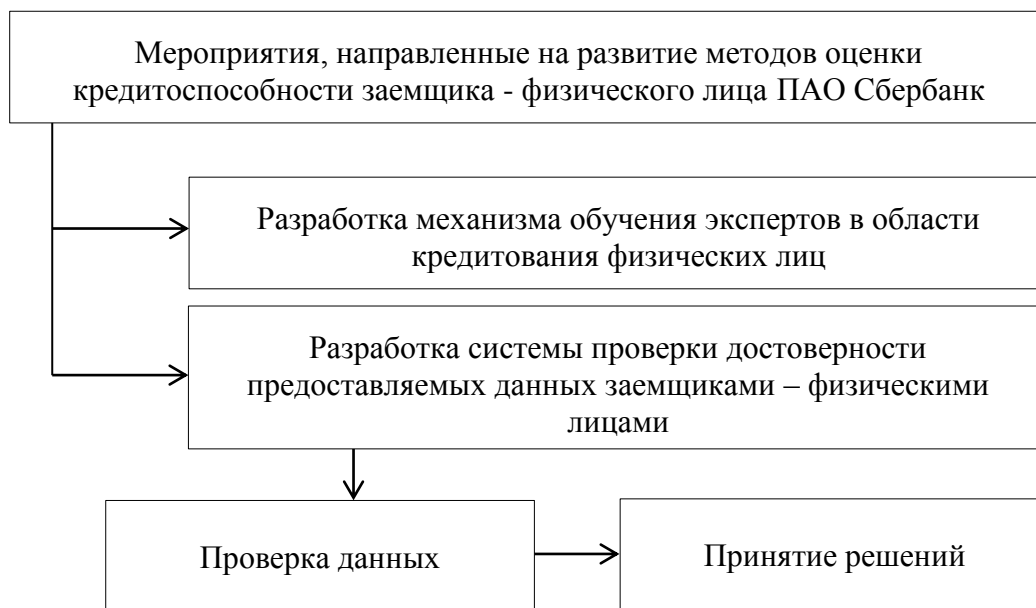 Мероприятия, направленные на развитие методов оценки
кредитоспособности заемщика - физического лица ПАО Сбербанк
Разработка механизма обучения экспертов в области
кредитования физических лиц
Разработка системы проверки достоверности
предоставляемых данных заемщиками – физическими
лицами
Проверка данных
Принятие решений